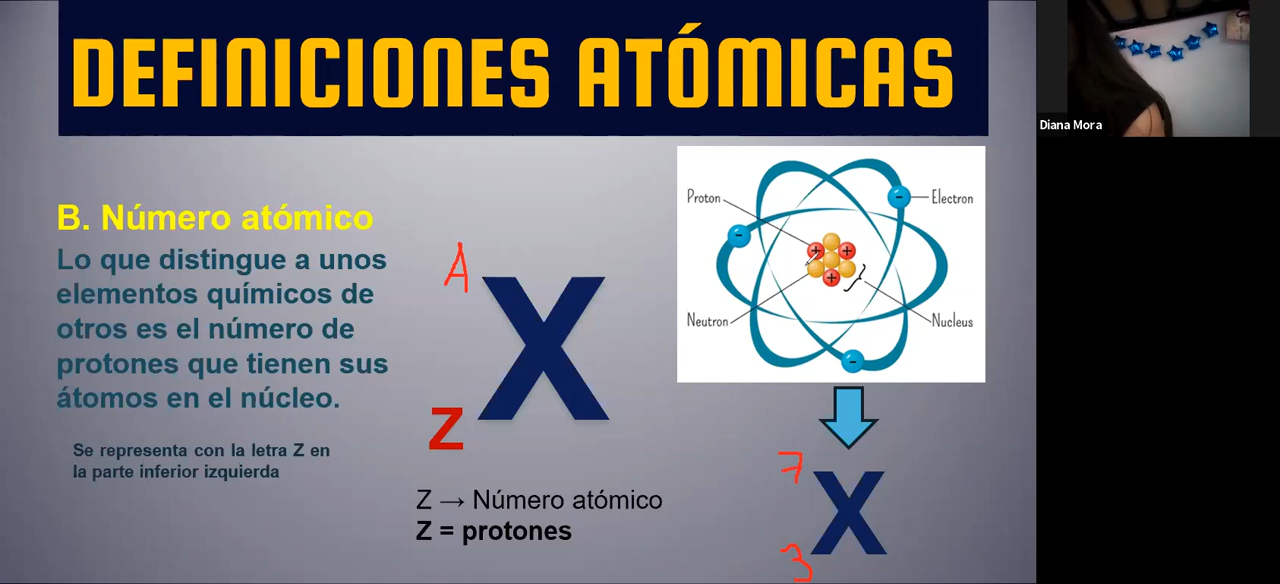 DEFINICIONES ATÓMICAS
Diana Mora
B. Número atómico
Lo que distingue a unos
elementos químicos de
otros es el número de
protones que tienen sus
átomos en el núcleo.
Se representa con la letra Z en
la parte inferior izquierda
A
X
Z
Z → Número atómico
Z = protones
Proton
Electron
Neutron
Nucleus
7
X
3